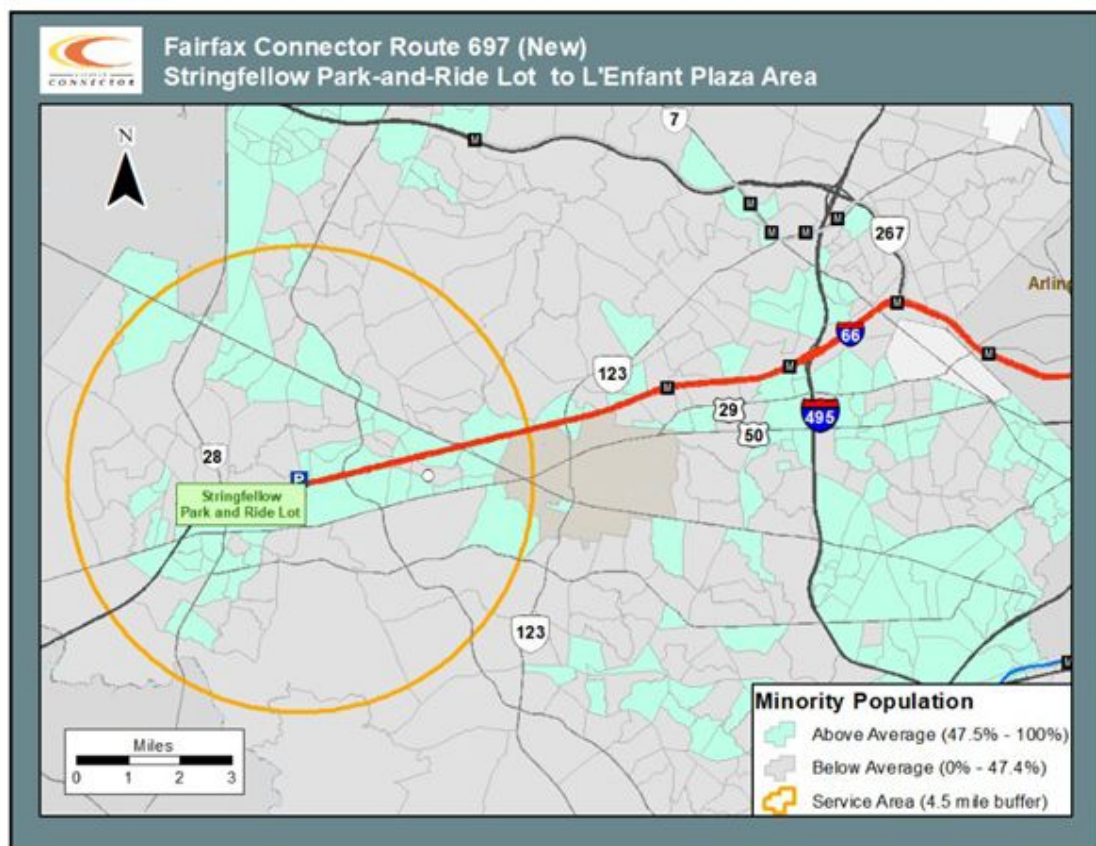 Fairfax Connector Route 697 (New)
Stringfellow Park-and-Ride Lot to L'Enfant Plaza Area
CONNECTOR
N
M
7
M
M
M
M
267
Arling
M
66
M
M
M
123
29
495
50
28
P
Stringfellow
Park and Ride Lot
123
M
Minority Population
Above Average (47.5% - 100%)
Below Average (0% - 47.4%)
Service Area (4.5 mile buffer)
Miles
0 1 2 3